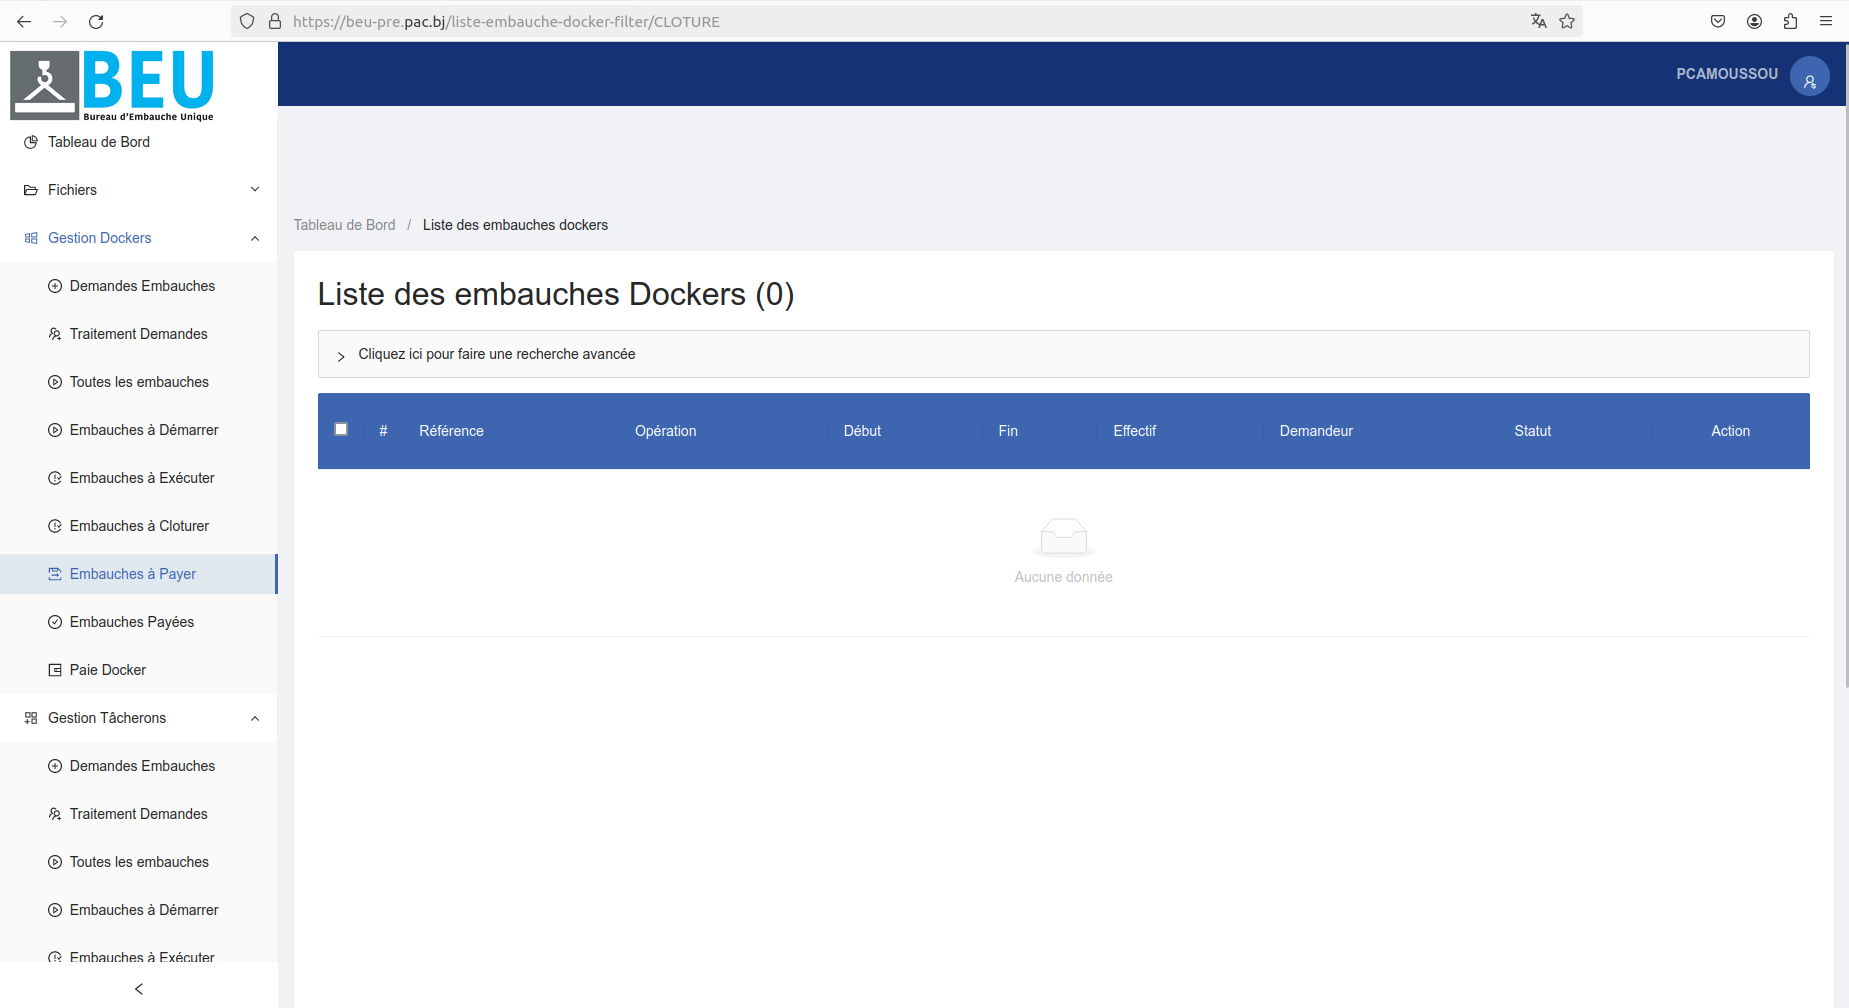 https://beu-pre.pac.bj/liste-embauche-docker-filter/CLOTURE
BEU
Bureau d'Embauche Unique
PCAMOUSSOU
Tableau de Bord
Fichiers
Gestion Dockers
Demandes Embauches
Traitement Demandes
Toutes les embauches
Embauches à Démarrer
Embauches à Exécuter
Embauches à Cloturer
Embauches à Payer
Embauches Payées
Paie Docker
Gestion Tâcherons
Demandes Embauches
Traitement Demandes
Toutes les embauches
Embauches à Démarrer
Embauches à Exécuter
Tableau de Bord / Liste des embauches dockers
Liste des embauches Dockers (0)
Cliquez ici pour faire une recherche avancée
# Référence Opération Début Fin Effectif Demandeur Statut Action
Aucune donnée